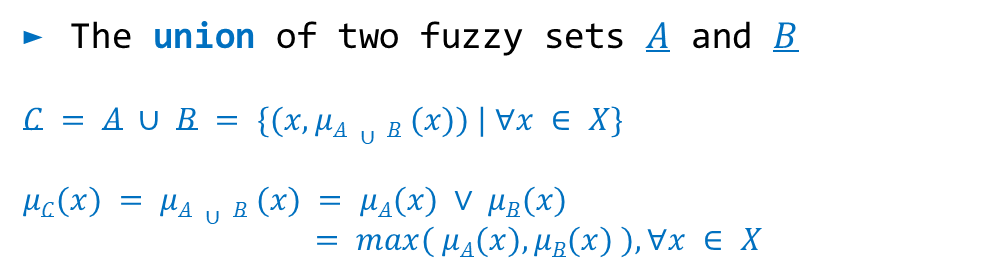 ► The union of two fuzzy sets A and B
C = A ∪ B = {(x, μA ∪ B (x)) | ∀x ∈ X}
μC(x) = μA ∪ B (x) = μA(x) ∨ μB(x)
= max( μA(x), μB(x) ), ∀x ∈ X